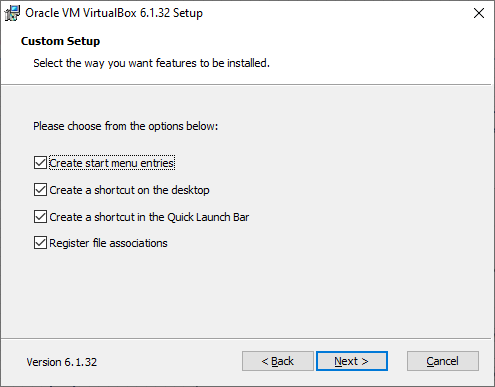 Oracle VM VirtualBox 6.1.32 Setup
Custom Setup
Select the way you want features to be installed.
Please choose from the options below:
Create start menu entries
Create a shortcut on the desktop
Create a shortcut in the Quick Launch Bar
Register file associations
Version 6.1.32
< Back
Next >
Cancel